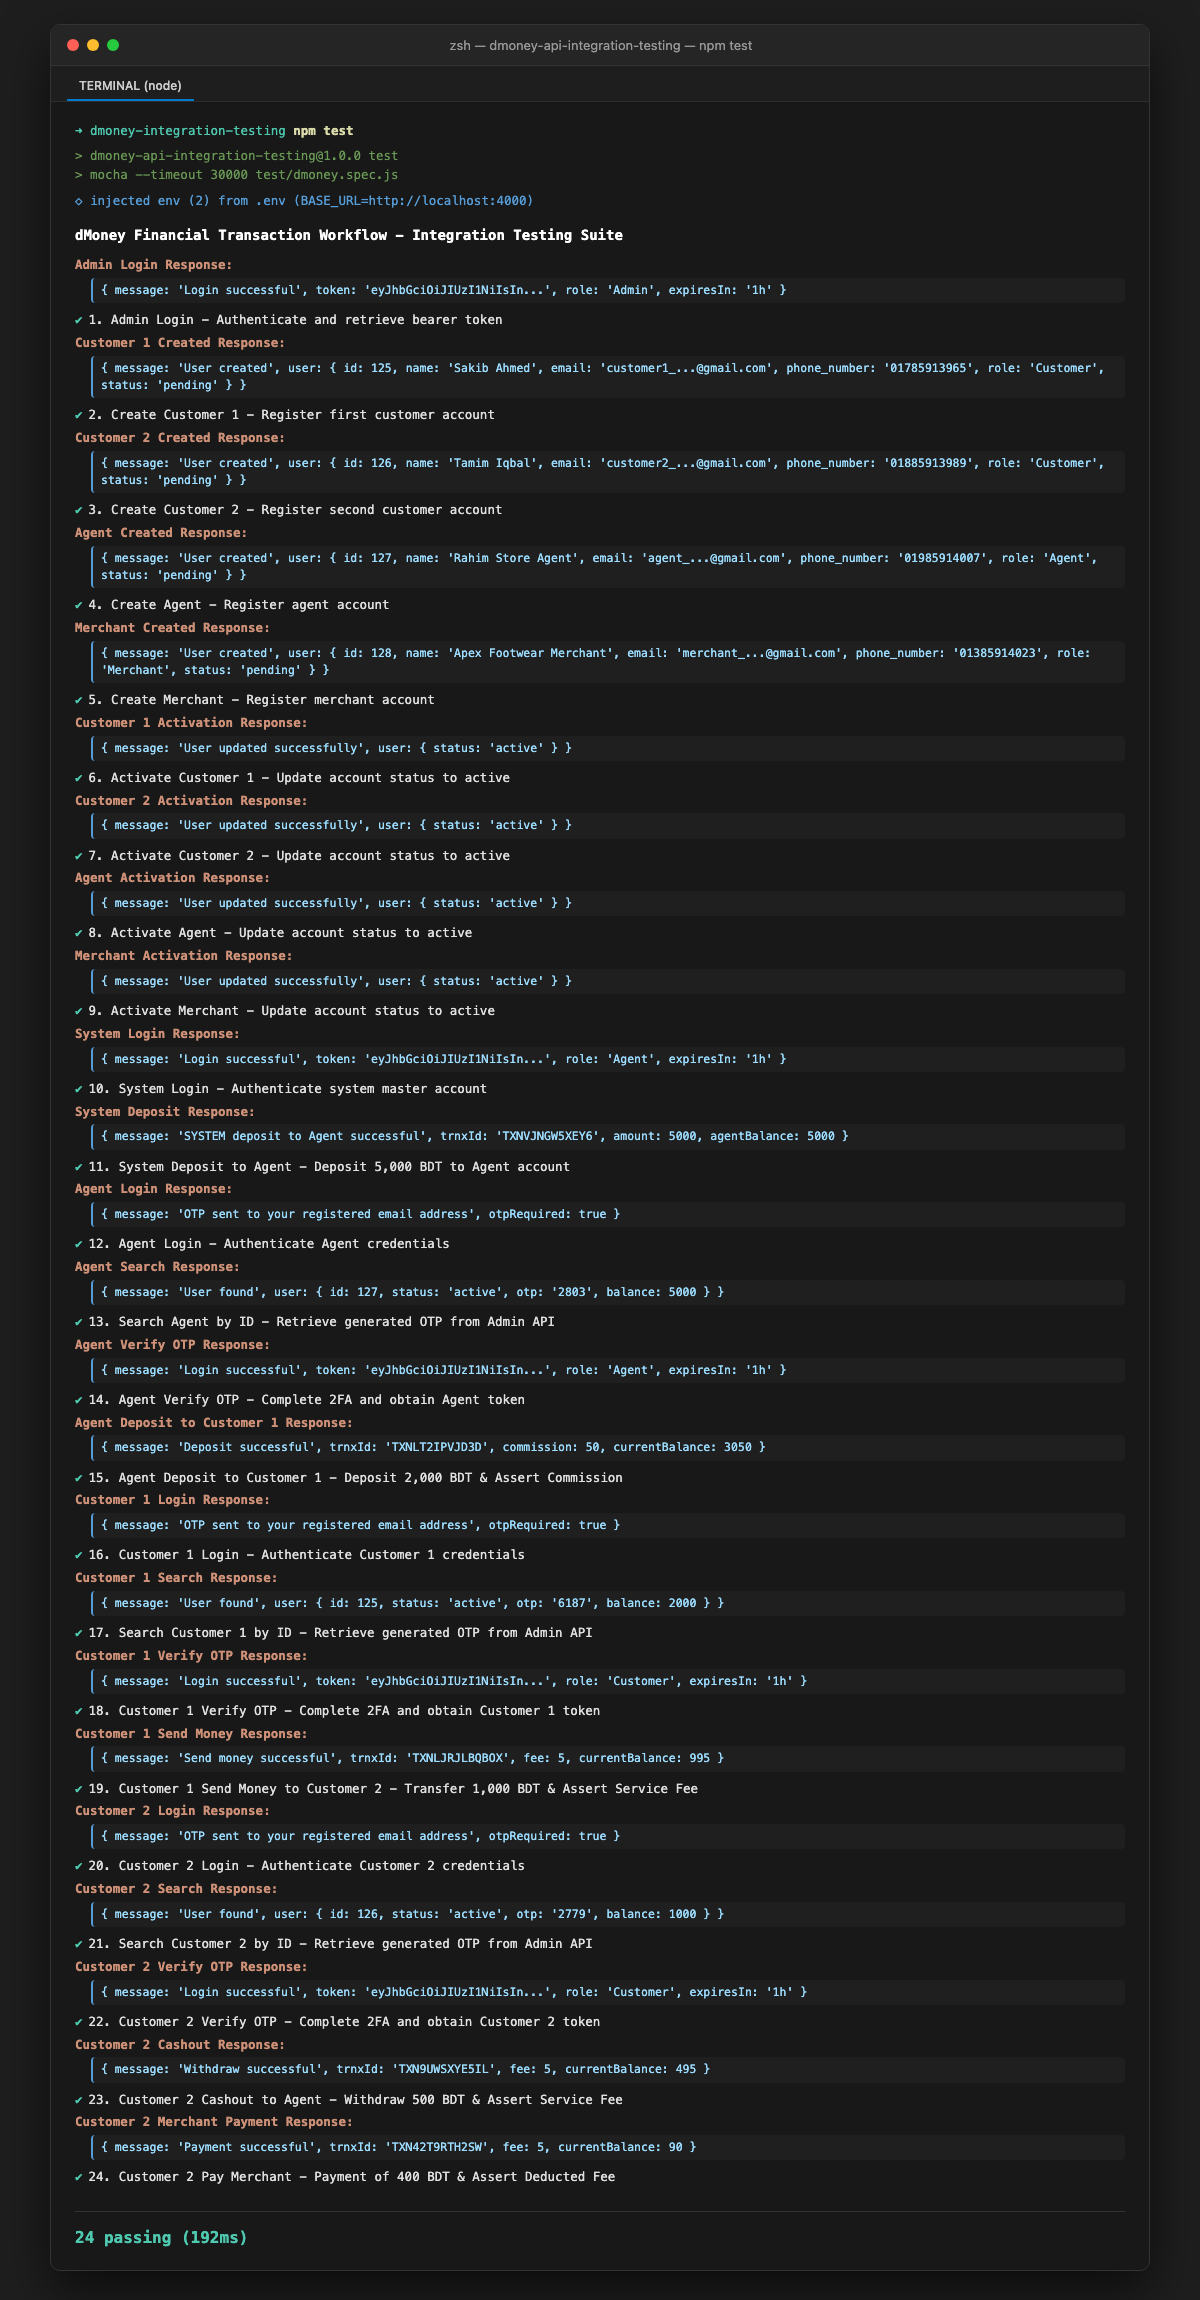 zsh — dmoney-api-integration-testing — npm test
TERMINAL (node)
➜ dmoney-integration-testing npm test
> dmoney-api-integration-testing@1.0.0 test
> mocha --timeout 30000 test/dmoney.spec.js
◇ injected env (2) from .env (BASE_URL=http://localhost:4000)
dMoney Financial Transaction Workflow – Integration Testing Suite
Admin Login Response:
{ message: 'Login successful', token: 'eyJhbGciOiJIUzI1NiIsIn...', role: 'Admin', expiresIn: '1h' }
✔ 1. Admin Login – Authenticate and retrieve bearer token
Customer 1 Created Response:
{ message: 'User created', user: { id: 125, name: 'Sakib Ahmed', email: 'customer1_...@gmail.com', phone_number: '01785913965', role: 'Customer',
status: 'pending' } }
✔ 2. Create Customer 1 – Register first customer account
Customer 2 Created Response:
{ message: 'User created', user: { id: 126, name: 'Tamim Iqbal', email: 'customer2_...@gmail.com', phone_number: '01885913989', role: 'Customer',
status: 'pending' } }
✔ 3. Create Customer 2 – Register second customer account
Agent Created Response:
{ message: 'User created', user: { id: 127, name: 'Rahim Store Agent', email: 'agent_...@gmail.com', phone_number: '01985914007', role: 'Agent',
status: 'pending' } }
✔ 4. Create Agent – Register agent account
Merchant Created Response:
{ message: 'User created', user: { id: 128, name: 'Apex Footwear Merchant', email: 'merchant_...@gmail.com', phone_number: '01385914023', role:
'Merchant', status: 'pending' } }
✔ 5. Create Merchant – Register merchant account
Customer 1 Activation Response:
{ message: 'User updated successfully', user: { status: 'active' } }
✔ 6. Activate Customer 1 – Update account status to active
Customer 2 Activation Response:
{ message: 'User updated successfully', user: { status: 'active' } }
✔ 7. Activate Customer 2 – Update account status to active
Agent Activation Response:
{ message: 'User updated successfully', user: { status: 'active' } }
✔ 8. Activate Agent – Update account status to active
Merchant Activation Response:
{ message: 'User updated successfully', user: { status: 'active' } }
✔ 9. Activate Merchant – Update account status to active
System Login Response:
{ message: 'Login successful', token: 'eyJhbGciOiJIUzI1NiIsIn...', role: 'Agent', expiresIn: '1h' }
✔ 10. System Login – Authenticate system master account
System Deposit Response:
{ message: 'SYSTEM deposit to Agent successful', trnxId: 'TXNVJNGW5XEY6', amount: 5000, agentBalance: 5000 }
✔ 11. System Deposit to Agent – Deposit 5,000 BDT to Agent account
Agent Login Response:
{ message: 'OTP sent to your registered email address', otpRequired: true }
✔ 12. Agent Login – Authenticate Agent credentials
Agent Search Response:
{ message: 'User found', user: { id: 127, status: 'active', otp: '2803', balance: 5000 } }
✔ 13. Search Agent by ID – Retrieve generated OTP from Admin API
Agent Verify OTP Response:
{ message: 'Login successful', token: 'eyJhbGciOiJIUzI1NiIsIn...', role: 'Agent', expiresIn: '1h' }
✔ 14. Agent Verify OTP – Complete 2FA and obtain Agent token
Agent Deposit to Customer 1 Response:
{ message: 'Deposit successful', trnxId: 'TXNLT2IPVJD3D', commission: 50, currentBalance: 3050 }
✔ 15. Agent Deposit to Customer 1 – Deposit 2,000 BDT & Assert Commission
Customer 1 Login Response:
{ message: 'OTP sent to your registered email address', otpRequired: true }
✔ 16. Customer 1 Login – Authenticate Customer 1 credentials
Customer 1 Search Response:
{ message: 'User found', user: { id: 125, status: 'active', otp: '6187', balance: 2000 } }
✔ 17. Search Customer 1 by ID – Retrieve generated OTP from Admin API
Customer 1 Verify OTP Response:
{ message: 'Login successful', token: 'eyJhbGciOiJIUzI1NiIsIn...', role: 'Customer', expiresIn: '1h' }
✔ 18. Customer 1 Verify OTP – Complete 2FA and obtain Customer 1 token
Customer 1 Send Money Response:
{ message: 'Send money successful', trnxId: 'TXNLJRJLBQBOX', fee: 5, currentBalance: 995 }
✔ 19. Customer 1 Send Money to Customer 2 – Transfer 1,000 BDT & Assert Service Fee
Customer 2 Login Response:
{ message: 'OTP sent to your registered email address', otpRequired: true }
✔ 20. Customer 2 Login – Authenticate Customer 2 credentials
Customer 2 Search Response:
{ message: 'User found', user: { id: 126, status: 'active', otp: '2779', balance: 1000 } }
✔ 21. Search Customer 2 by ID – Retrieve generated OTP from Admin API
Customer 2 Verify OTP Response:
{ message: 'Login successful', token: 'eyJhbGciOiJIUzI1NiIsIn...', role: 'Customer', expiresIn: '1h' }
✔ 22. Customer 2 Verify OTP – Complete 2FA and obtain Customer 2 token
Customer 2 Cashout Response:
{ message: 'Withdraw successful', trnxId: 'TXN9UWSXYE5IL', fee: 5, currentBalance: 495 }
✔ 23. Customer 2 Cashout to Agent – Withdraw 500 BDT & Assert Service Fee
Customer 2 Merchant Payment Response:
{ message: 'Payment successful', trnxId: 'TXN42T9RTH2SW', fee: 5, currentBalance: 90 }
✔ 24. Customer 2 Pay Merchant – Payment of 400 BDT & Assert Deducted Fee
24 passing (192ms)